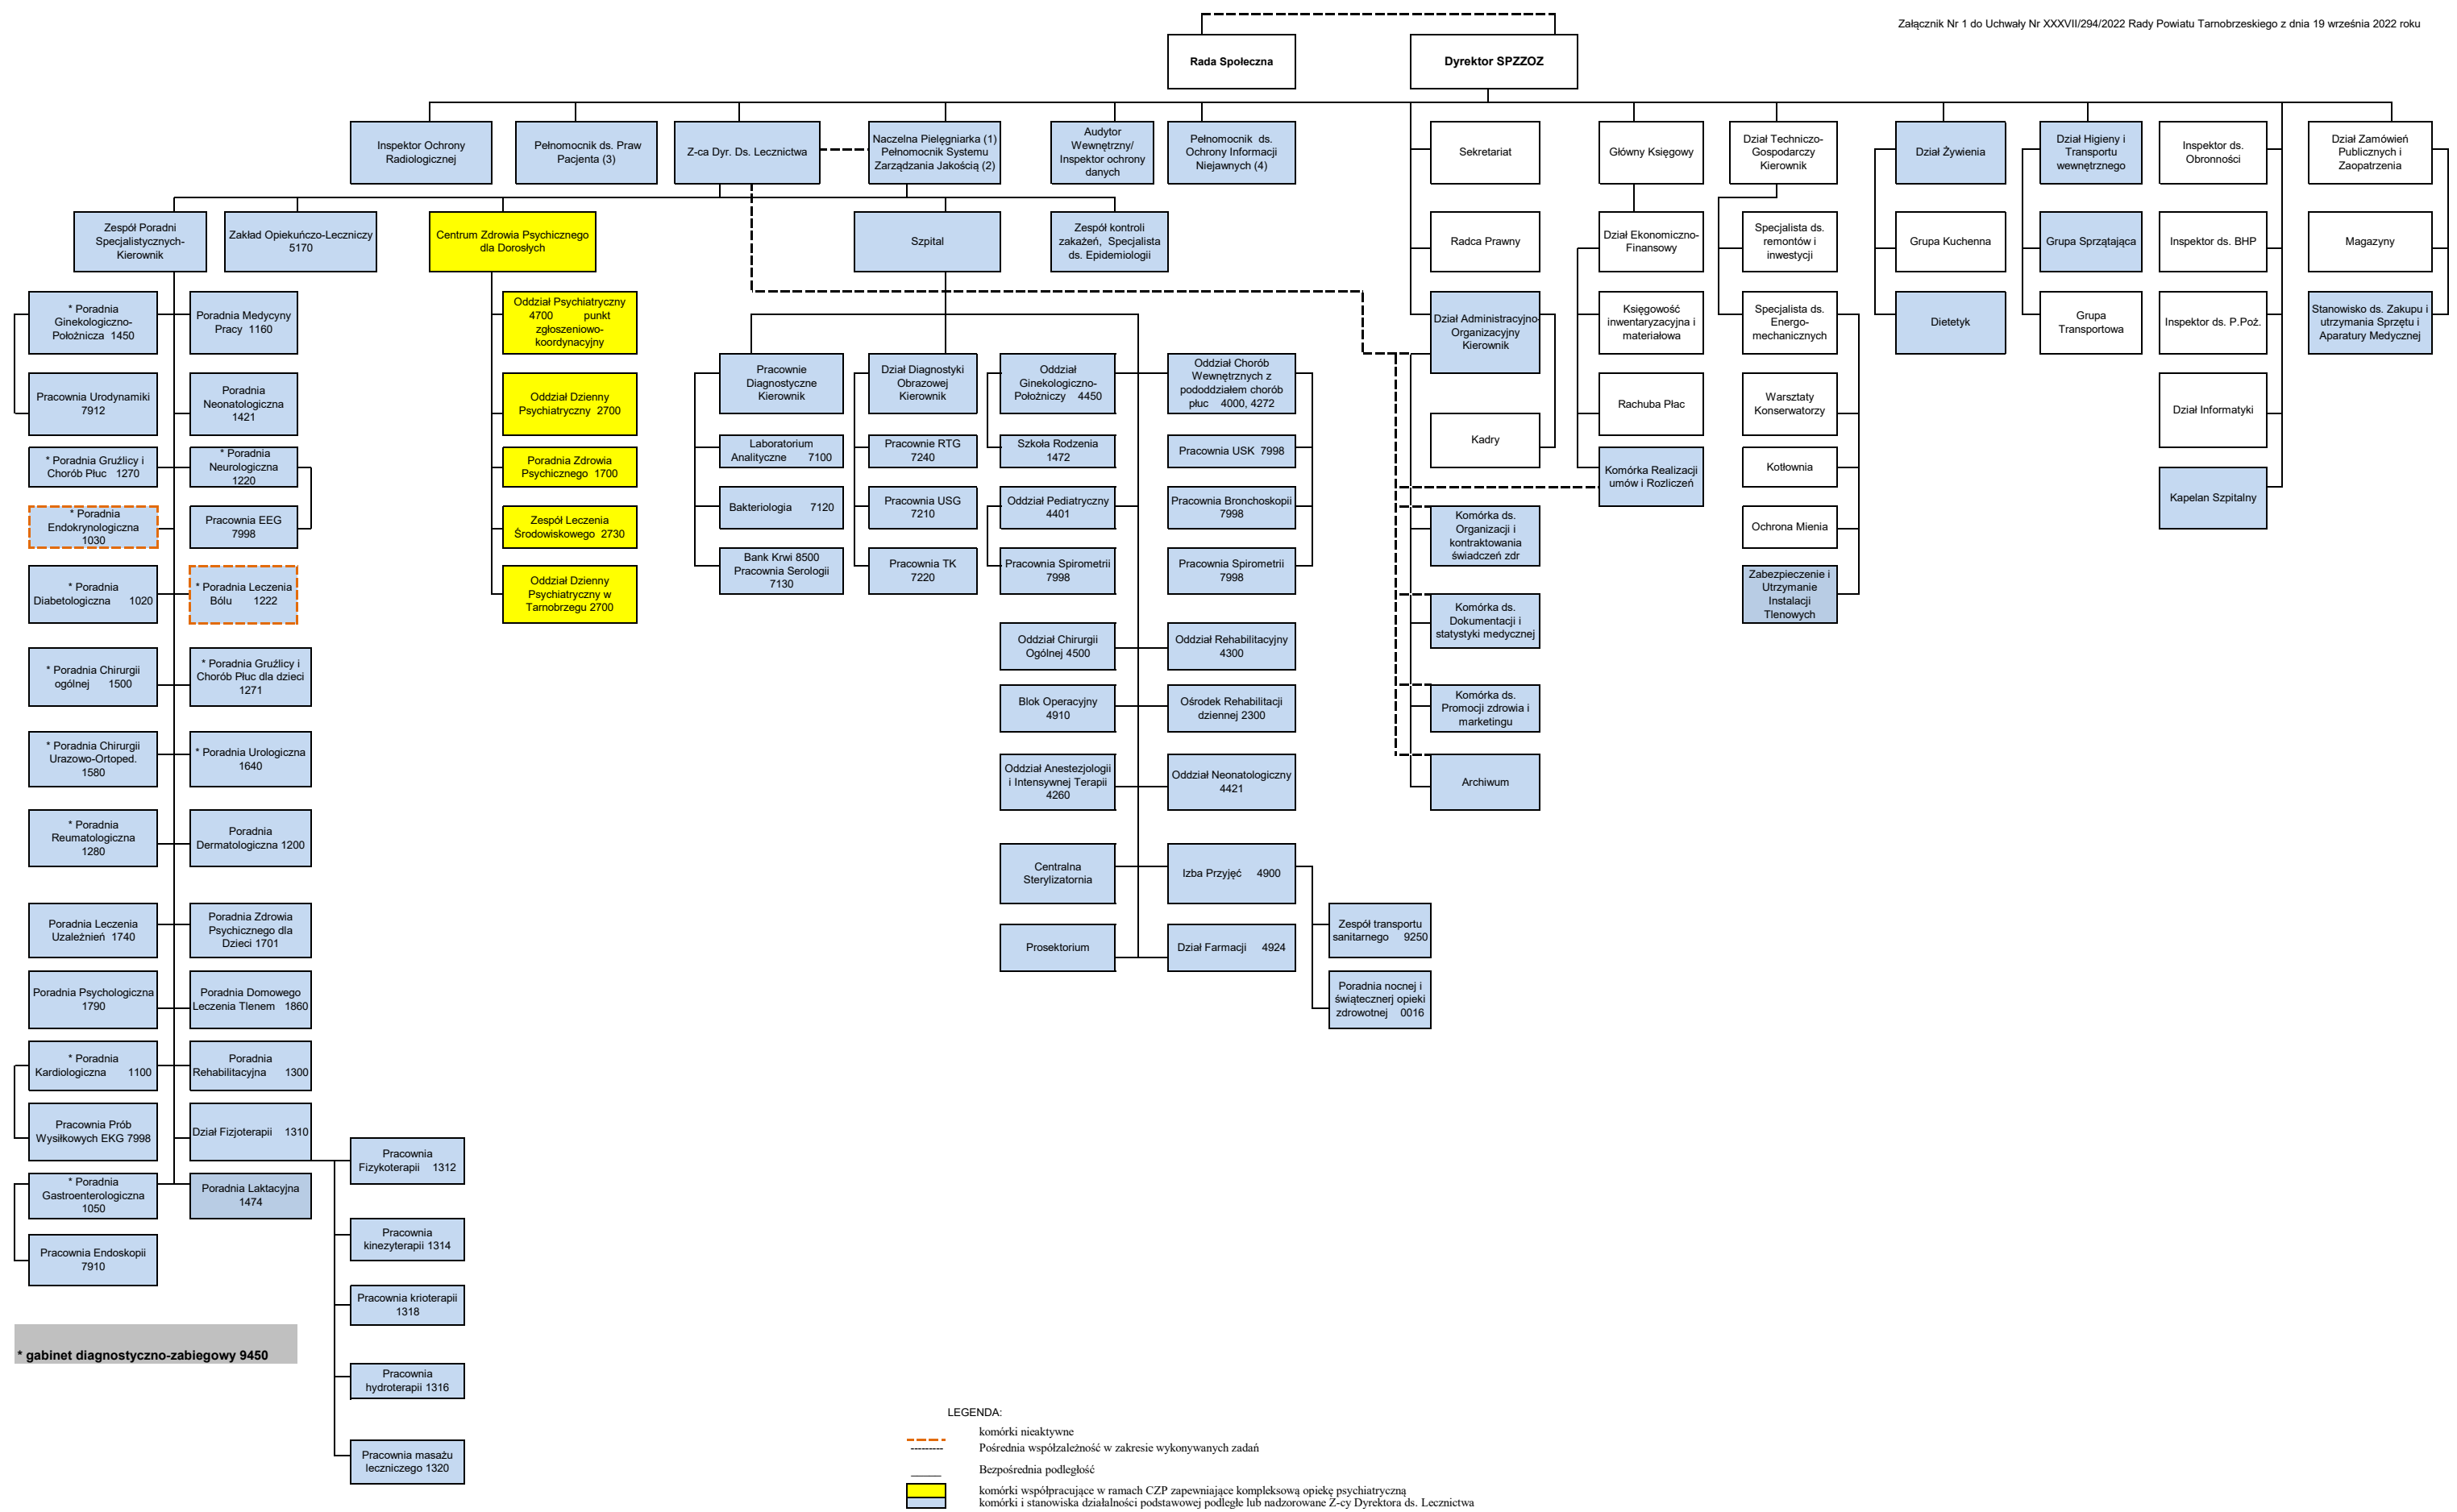 Załącznik Nr 1 do Uchwały Nr XXXVII/294/2022 Rady Powiatu Tarnobrzeskiego z dnia 19 września 2022 roku
Rada Społeczna
Dyrektor SPZZOZ
Inspektor Ochrony
Radiologicznej
Pełnomocnik ds. Praw
Pacjenta (3)
Z-ca Dyr. Ds. Lecznictwa
Naczelna Pielęgniarka (1)
Pełnomocnik Systemu
Zarządzania Jakością (2)
Audytor
Wewnętrzny/
Inspektor ochrony
danych
Pełnomocnik ds.
Ochrony Informacji
Niejawnych (4)
Sekretariat
Główny Księgowy
Dział Techniczo-
Gospodarczy
Kierownik
Dział Żywienia
Dział Higieny i
Transportu
wewnętrznego
Inspektor ds.
Obronności
Dział Zamówień
Publicznych i
Zaopatrzenia
Zespół Poradni
Specjalistycznych-
Kierownik
Zakład Opiekuńczo-Leczniczy
5170
Centrum Zdrowia Psychicznego
dla Dorosłych
Szpital
Zespół kontroli
zakażeń, Specjalista
ds. Epidemiologii
Radca Prawny
Dział Ekonomiczno-
Finansowy
Specjalista ds.
remontów i
inwestycji
Grupa Kuchenna
Grupa Sprzątająca
Inspektor ds. BHP
Magazyny
* Poradnia
Ginekologiczno-
Położnicza 1450
Poradnia Medycyny
Pracy 1160
Oddział Psychiatryczny
4700 punkt
zgłoszeniowo-
koordynacyjny
Dział Administracyjno-
Organizacyjny
Kierownik
Księgowość
inwentaryzacyjna i
materiałowa
Specjalista ds.
Energo-
mechanicznych
Dietetyk
Grupa
Transportowa
Inspektor ds. P.Poż.
Stanowisko ds. Zakupu i
utrzymania Sprzętu i
Aparatury Medycznej
Pracownia Urodynamiki
7912
Poradnia
Neonatologiczna
1421
Oddział Dzienny
Psychiatryczny 2700
Pracownie
Diagnostyczne
Kierownik
Dział Diagnostyki
Obrazowej
Kierownik
Oddział
Ginekologiczno-
Położniczy 4450
Oddział Chorób
Wewnętrznych z
pododdziałem chorób
płuc 4000, 4272
Kadry
Rachuba Płac
Warsztaty
Konserwatorzy
Dział Informatyki
* Poradnia Gruźlicy i
Chorób Płuc 1270
* Poradnia
Neurologiczna
1220
Poradnia Zdrowia
Psychicznego 1700
Laboratorium
Analityczne 7100
Pracownie RTG
7240
Szkoła Rodzenia
1472
Pracownia USK 7998
Komórka Realizacji
umów i Rozliczeń
Kotłownia
Kapelan Szpitalny
* Poradnia
Endokrynologiczna
1030
Pracownia EEG
7998
Zespół Leczenia
Środowiskowego 2730
Bakteriologia 7120
Pracownia USG
7210
Oddział Pediatryczny
4401
Pracownia Bronchoskopii
7998
Komórka ds.
Organizacji i
kontraktowania
świadczeń zdr
Ochrona Mienia
* Poradnia
Diabetologiczna 1020
* Poradnia Leczenia
Bólu 1222
Oddział Dzienny
Psychiatryczny w
Tarnobrzegu 2700
Bank Krwi 8500
Pracownia Serologii
7130
Pracownia TK
7220
Pracownia Spirometrii
7998
Pracownia Spirometrii
7998
Komórka ds.
Dokumentacji i
statystyki medycznej
Zabezpieczenie i
Utrzymanie
Instalacji
Tlenowych
* Poradnia Chirurgii
ogólnej 1500
* Poradnia Gruźlicy i
Chorób Płuc dla dzieci
1271
Oddział Chirurgii
Ogólnej 4500
Oddział Rehabilitacyjny
4300
Blok Operacyjny
4910
Ośrodek Rehabilitacji
dziennej 2300
Komórka ds.
Promocji zdrowia i
marketingu
* Poradnia Chirurgii
Urazowo-Ortoped.
1580
* Poradnia Urologiczna
1640
Oddział Anestezjologii
i Intensywnej Terapii
4260
Oddział Neonatologiczny
4421
Archiwum
* Poradnia
Reumatologiczna
1280
Poradnia
Dermatologiczna 1200
Centralna
Sterylizatornia
Izba Przyjęć 4900
Poradnia Leczenia
Uzależnień 1740
Poradnia Zdrowia
Psychicznego dla
Dzieci 1701
Prosektorium
Dział Farmacji 4924
Zespół transportu
sanitarnego 9250
Poradnia Psychologiczna
1790
Poradnia Domowego
Leczenia Tlenem 1860
Poradnia nocnej i
świątecznerj opieki
zdrowotnej 0016
* Poradnia
Kardiologiczna 1100
Poradnia
Rehabilitacyjna 1300
Pracownia Prób
Wysiłkowych EKG 7998
Dział Fizjoterapii 1310
Pracownia
Fizykoterapii 1312
* Poradnia
Gastroenterologiczna
1050
Poradnia Laktacyjna
1474
Pracownia
kinezyterapii 1314
Pracownia Endoskopii
7910
Pracownia krioterapii
1318
* gabinet diagnostyczno-zabiegowy 9450
Pracownia
hydroterapii 1316
Pracownia masażu
leczniczego 1320
LEGENDA:
komórki nieaktywne
--------- Pośrednia współzależność w zakresie wykonywanych zadań
_____ Bezpośrednia podległość
komórki współpracujące w ramach CZP zapewniające kompleksową opiekę psychiatryczną
komórki i stanowiska działalności podstawowej podległe lub nadzorowane Z-cy Dyrektora ds. Lecznictwa